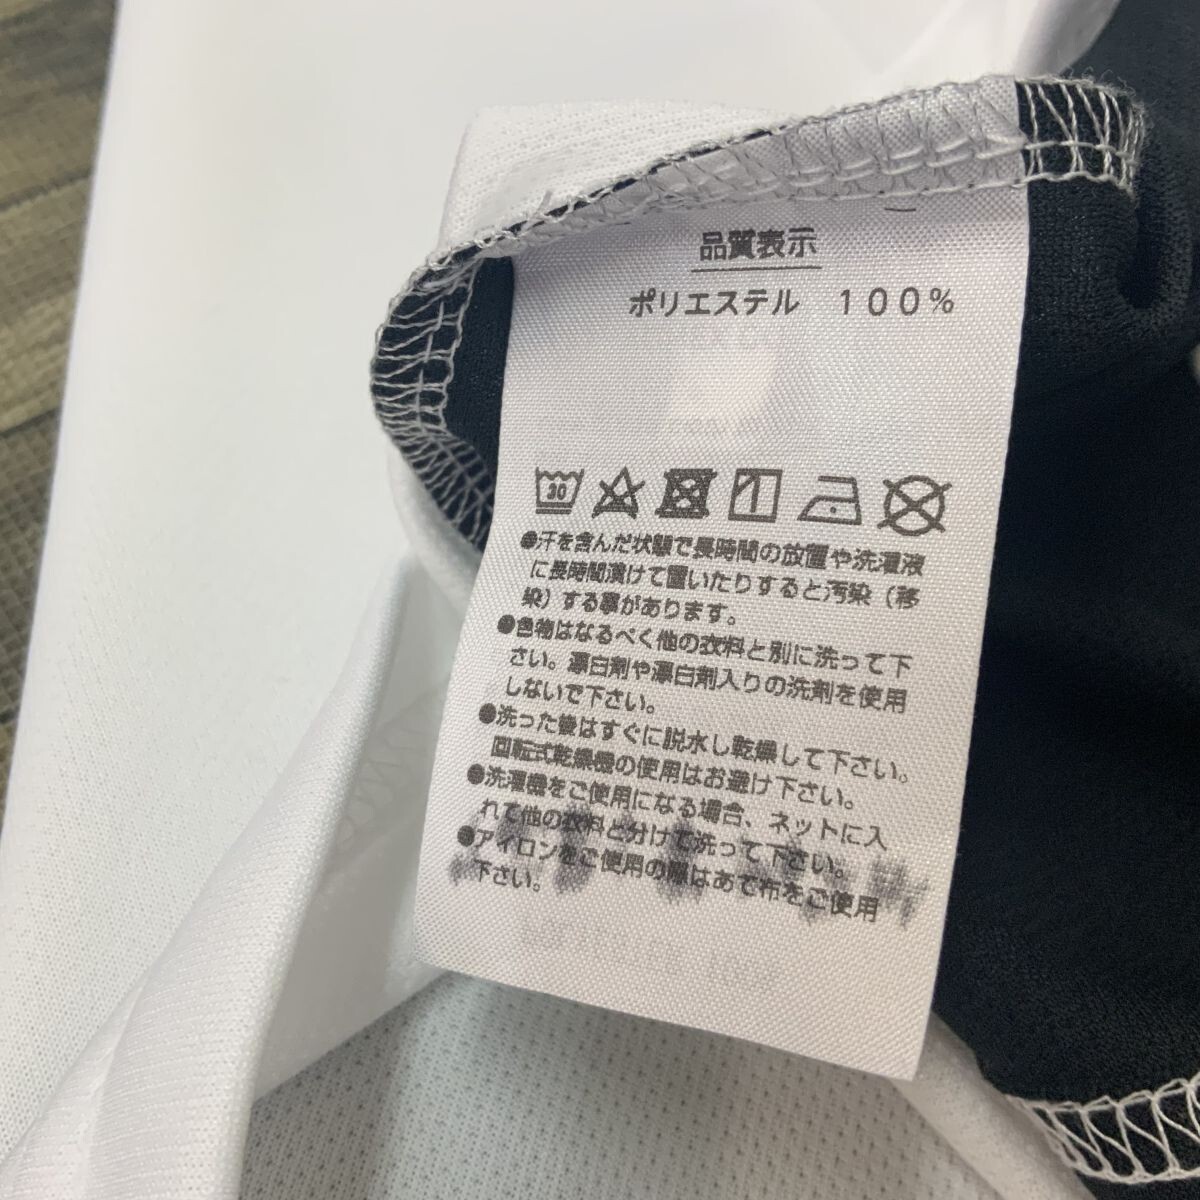 品質表示
ポリエステル 100%
30
●汗を含んだ状態で長時間の放置や洗濯液
に長時間漬けて置いたりすると汚染（移
染）する事があります。
●色物はなるべく他の衣料と別に洗って下
さい。漂白剤や漂白剤入りの洗剤を使用
しないで下さい。
●洗った後はすぐに脱水し乾燥して下さい。
回転式乾燥機の使用はお避け下さい。
●洗濯機をご使用になる場合、ネットに入
れて他の衣料と分けて洗って下さい。
●アイロンをご使用の際はあて布をご使用
下さい。